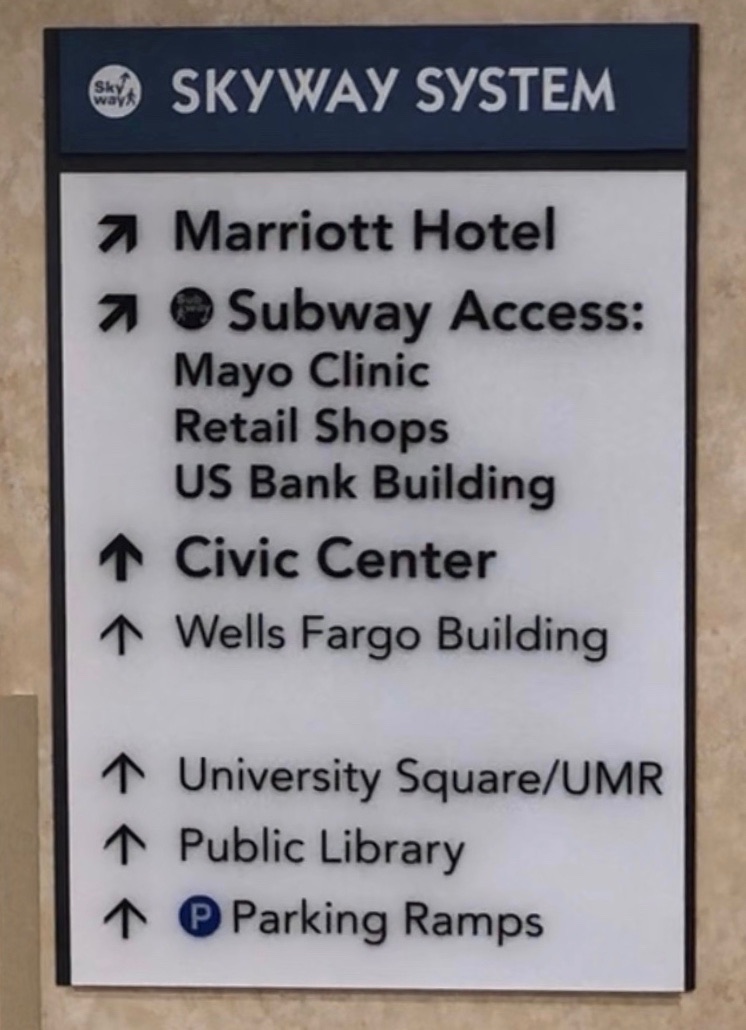 Sky way
SKYWAY SYSTEM
Marriott Hotel
Subway Access:
Mayo Clinic
Retail Shops
US Bank Building
Civic Center
Wells Fargo Building
University Square/UMR
Public Library
P Parking Ramps